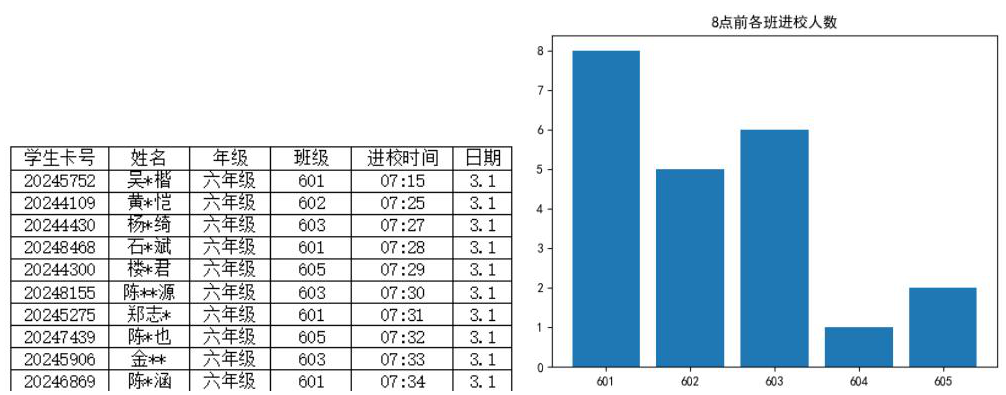 学生卡号 姓名 年级 班级 进校时间 日期
20245752 吴*楷 六年级 601 07:15 3.1
20244109 黄*恺 六年级 602 07:25 3.1
20244430 杨*绮 六年级 603 07:27 3.1
20248468 石*斌 六年级 601 07:28 3.1
20244300 楼*君 六年级 605 07:29 3.1
20248155 陈**源 六年级 603 07:30 3.1
20245275 郑志* 六年级 601 07:31 3.1
20247439 陈*也 六年级 605 07:32 3.1
20245906 金** 六年级 603 07:33 3.1
20246869 陈*涵 六年级 601 07:34 3.1
8点前各班进校人数
8
7
6
5
4
3
2
1
0
601 602 603 604 605